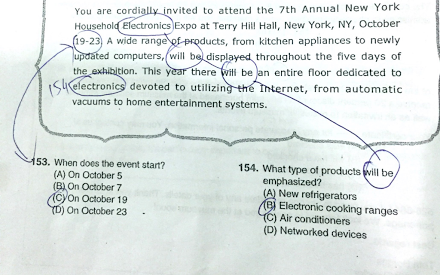 You are cordially invited to attend the 7th Annual New York
Household Electronics Expo at Terry Hill Hall, New York, NY, October
19-23. A wide range of products, from kitchen appliances to newly
updated computers, will be displayed throughout the five days of
the exhibition. This year there will be an entire floor dedicated to
154 electronics devoted to utilizing the Internet, from automatic
vacuums to home entertainment systems.
153. When does the event start?
(A) On October 5
(B) On October 7
(C) On October 19
(D) On October 23
154. What type of products will be
emphasized?
(A) New refrigerators
(B) Electronic cooking ranges
(C) Air conditioners
(D) Networked devices